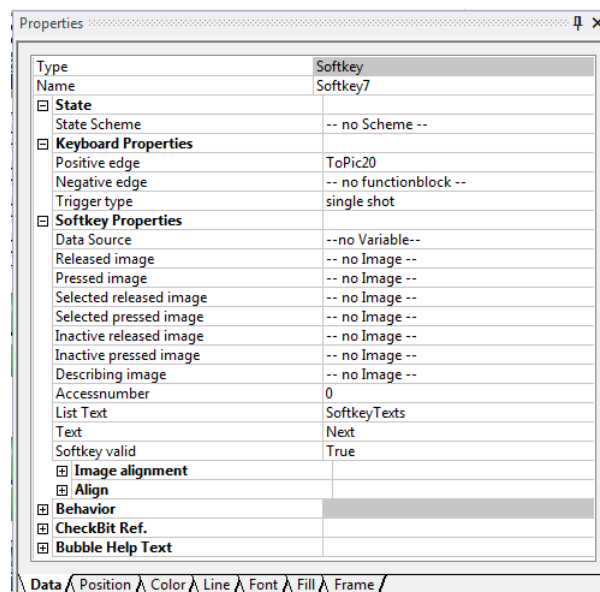 Properties
Type Softkey
Name Softkey7
State
State Scheme -- no Scheme --
Keyboard Properties
Positive edge ToPic20
Negative edge -- no functionblock --
Trigger type single shot
Softkey Properties
Data Source --no Variable--
Released image -- no Image --
Pressed image -- no Image --
Selected released image -- no Image --
Selected pressed image -- no Image --
Inactive released image -- no Image --
Inactive pressed image -- no Image --
Describing image -- no Image --
Accessnumber 0
List Text SoftkeyTexts
Text Next
Softkey valid True
Image alignment
Align
Behavior
CheckBit Ref.
Bubble Help Text
Data Position Color Line Font Fill Frame